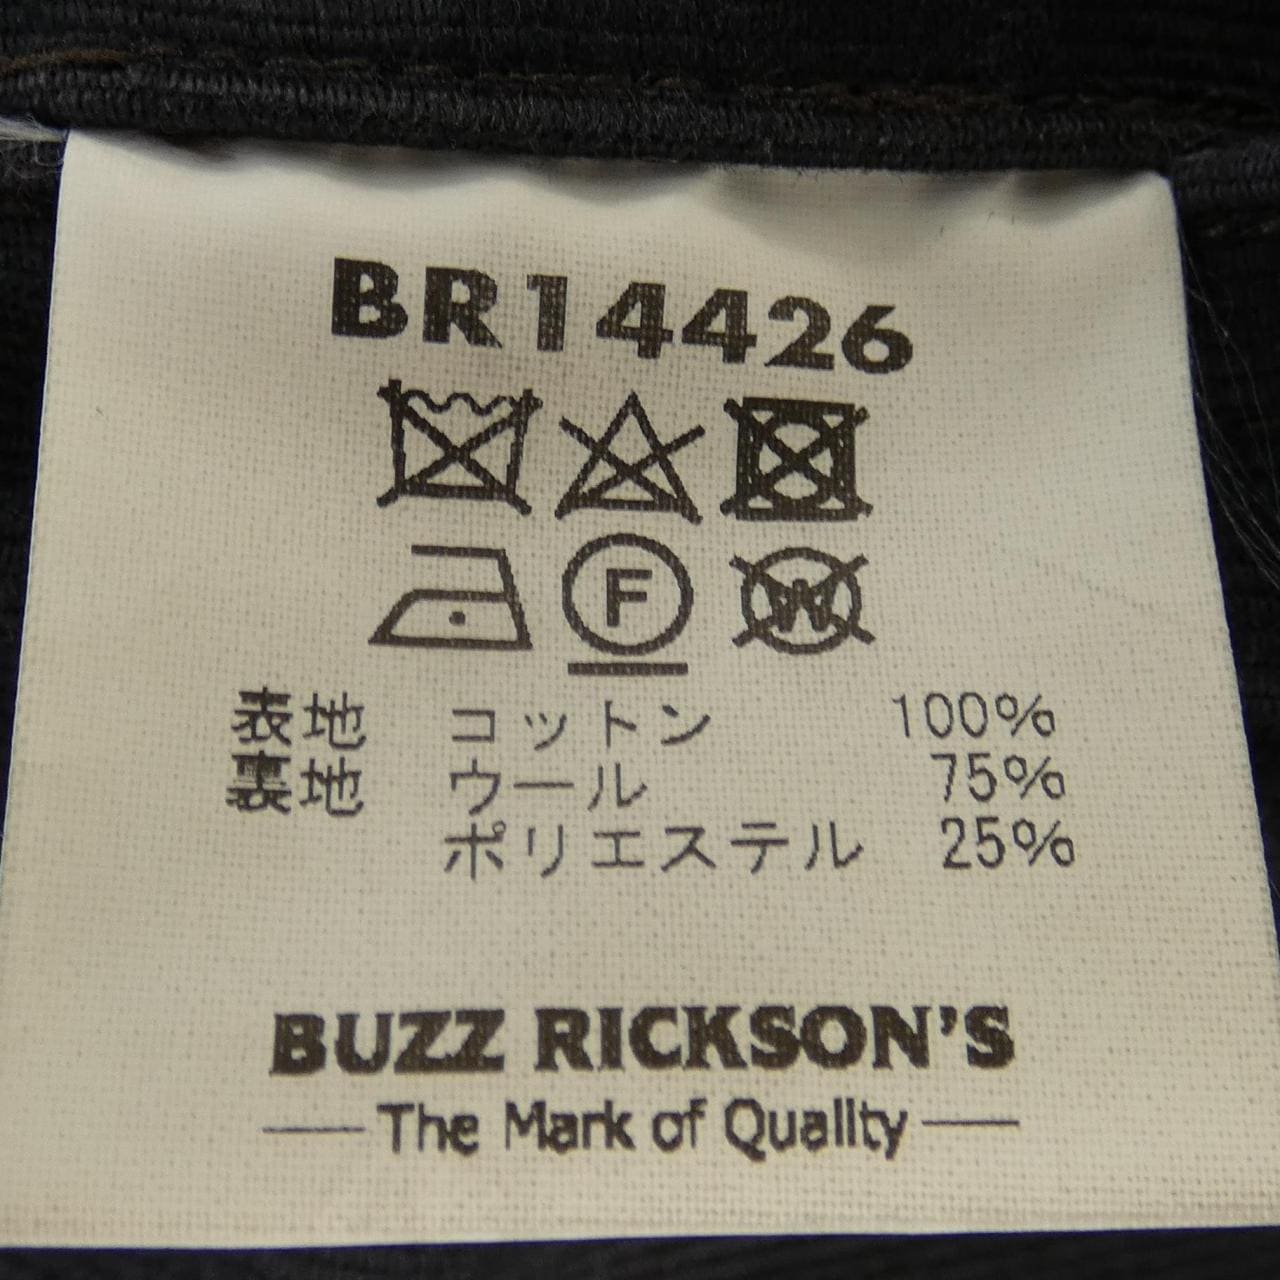 BR14426
F W
表地 コットン 100%
裏地 ウール 75%
ポリエステル 25%
BUZZ RICKSON'S
The Mark of Quality